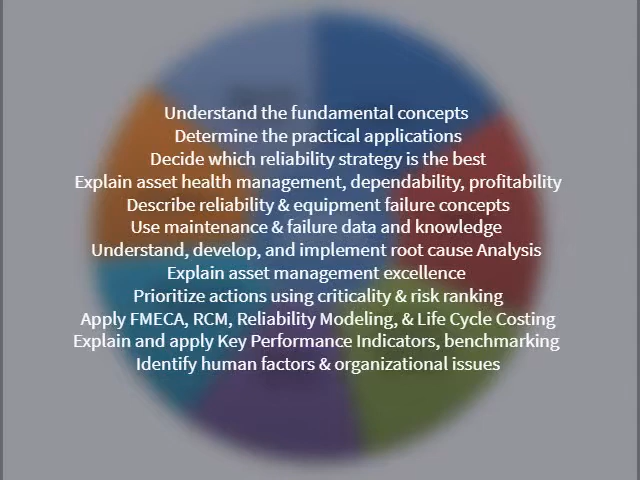 Understand the fundamental concepts
Determine the practical applications
Decide which reliability strategy is the best
Explain asset health management, dependability, profitability
Describe reliability & equipment failure concepts
Use maintenance & failure data and knowledge
Understand, develop, and implement root cause Analysis
Explain asset management excellence
Prioritize actions using criticality & risk ranking
Apply FMECA, RCM, Reliability Modeling, & Life Cycle Costing
Explain and apply Key Performance Indicators, benchmarking
Identify human factors & organizational issues